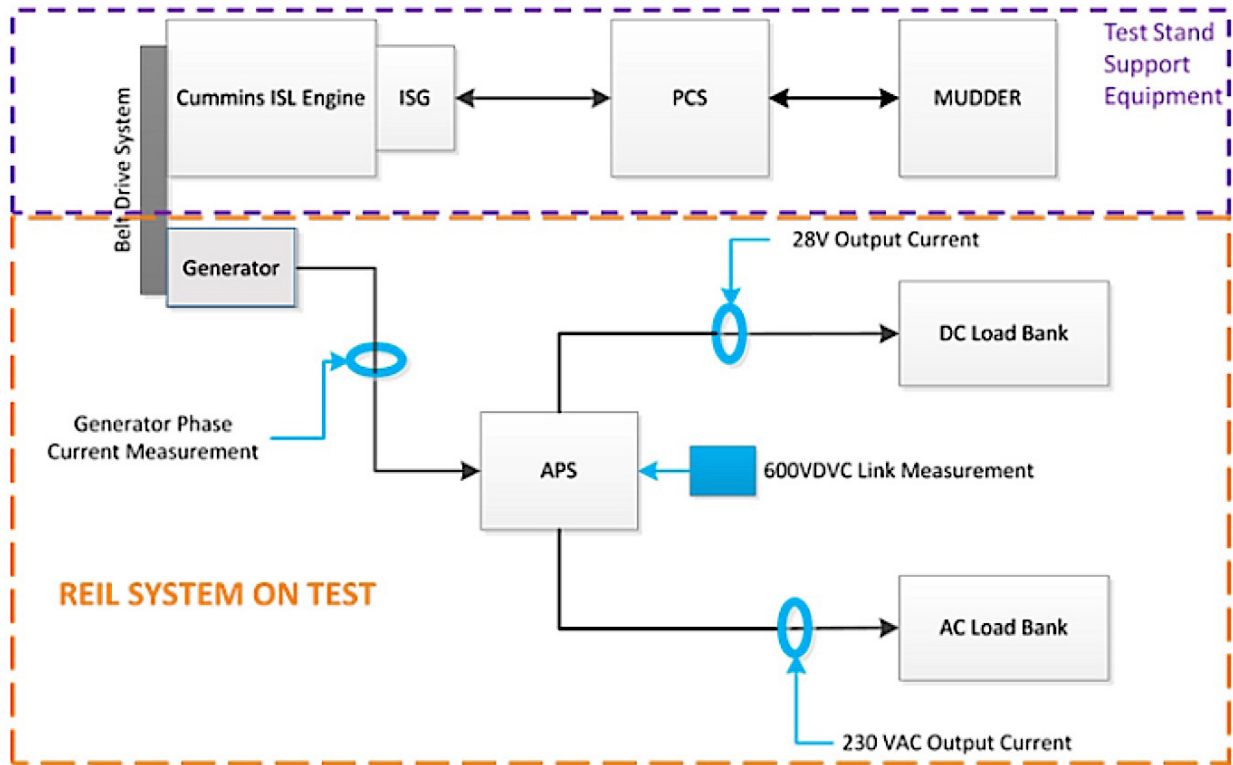 Test Stand
Support
Equipment
Cummins ISL Engine
ISG
PCS
MUDDER
Belt Drive System
Generator
28V Output Current
DC Load Bank
Generator Phase
Current Measurement
APS
600VDVC Link Measurement
REIL SYSTEM ON TEST
AC Load Bank
230 VAC Output Current